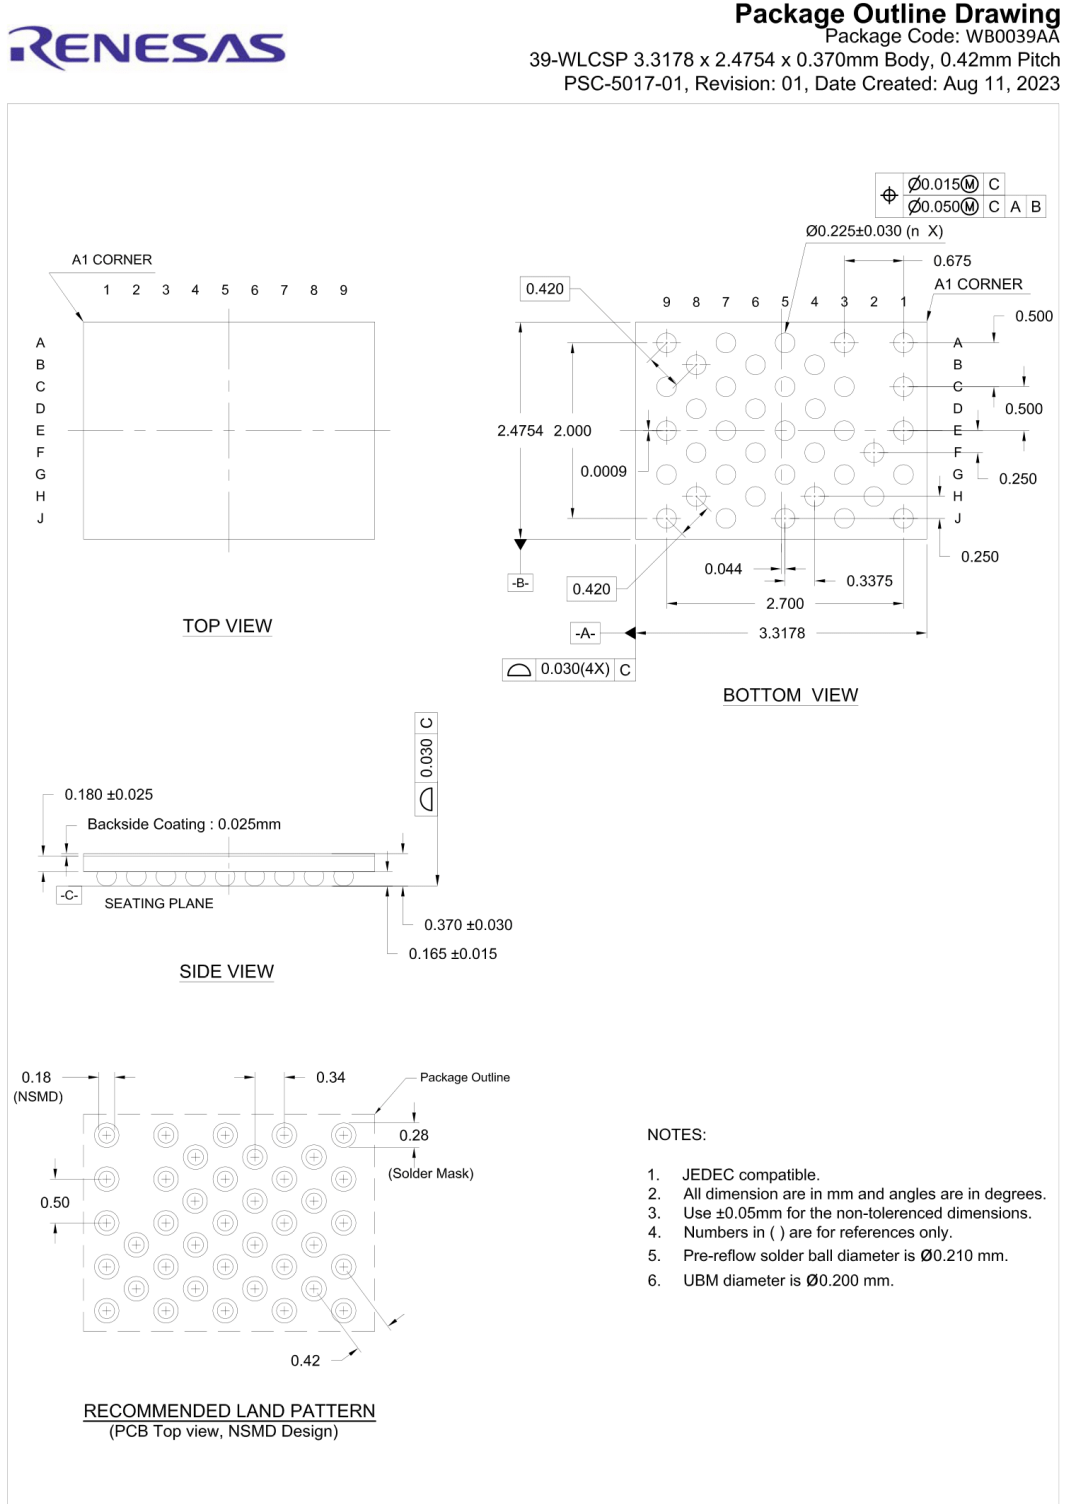 RENESAS
Package Outline Drawing
Package Code: WB0039AA
39-WLCSP 3.3178 x 2.4754 x 0.370mm Body, 0.42mm Pitch
PSC-5017-01, Revision: 01, Date Created: Aug 11, 2023
A1 CORNER
1 2 3 4 5 6 7 8 9
A
B
C
D
E
F
G
H
J
TOP VIEW
Ø0.015Ⓜ C
Ø0.050Ⓜ C A B
Ø0.225±0.030 (n X)
0.675
0.420
A1 CORNER
9 8 7 6 5 4 3 2 1
0.500
A
B
C
D
E
F
G
H
J
0.500
2.4754 2.000
0.0009
0.250
0.250
0.044
0.3375
-B-
0.420
2.700
-A-
3.3178
0.030(4X) C
BOTTOM VIEW
0.030 C
0.180 ±0.025
Backside Coating : 0.025mm
-C-
SEATING PLANE
0.370 ±0.030
0.165 ±0.015
SIDE VIEW
0.18
(NSMD)
0.34
Package Outline
0.28
(Solder Mask)
0.50
0.42
RECOMMENDED LAND PATTERN
(PCB Top view, NSMD Design)
NOTES:
1. JEDEC compatible.
2. All dimension are in mm and angles are in degrees.
3. Use ±0.05mm for the non-tolerenced dimensions.
4. Numbers in ( ) are for references only.
5. Pre-reflow solder ball diameter is Ø0.210 mm.
6. UBM diameter is Ø0.200 mm.